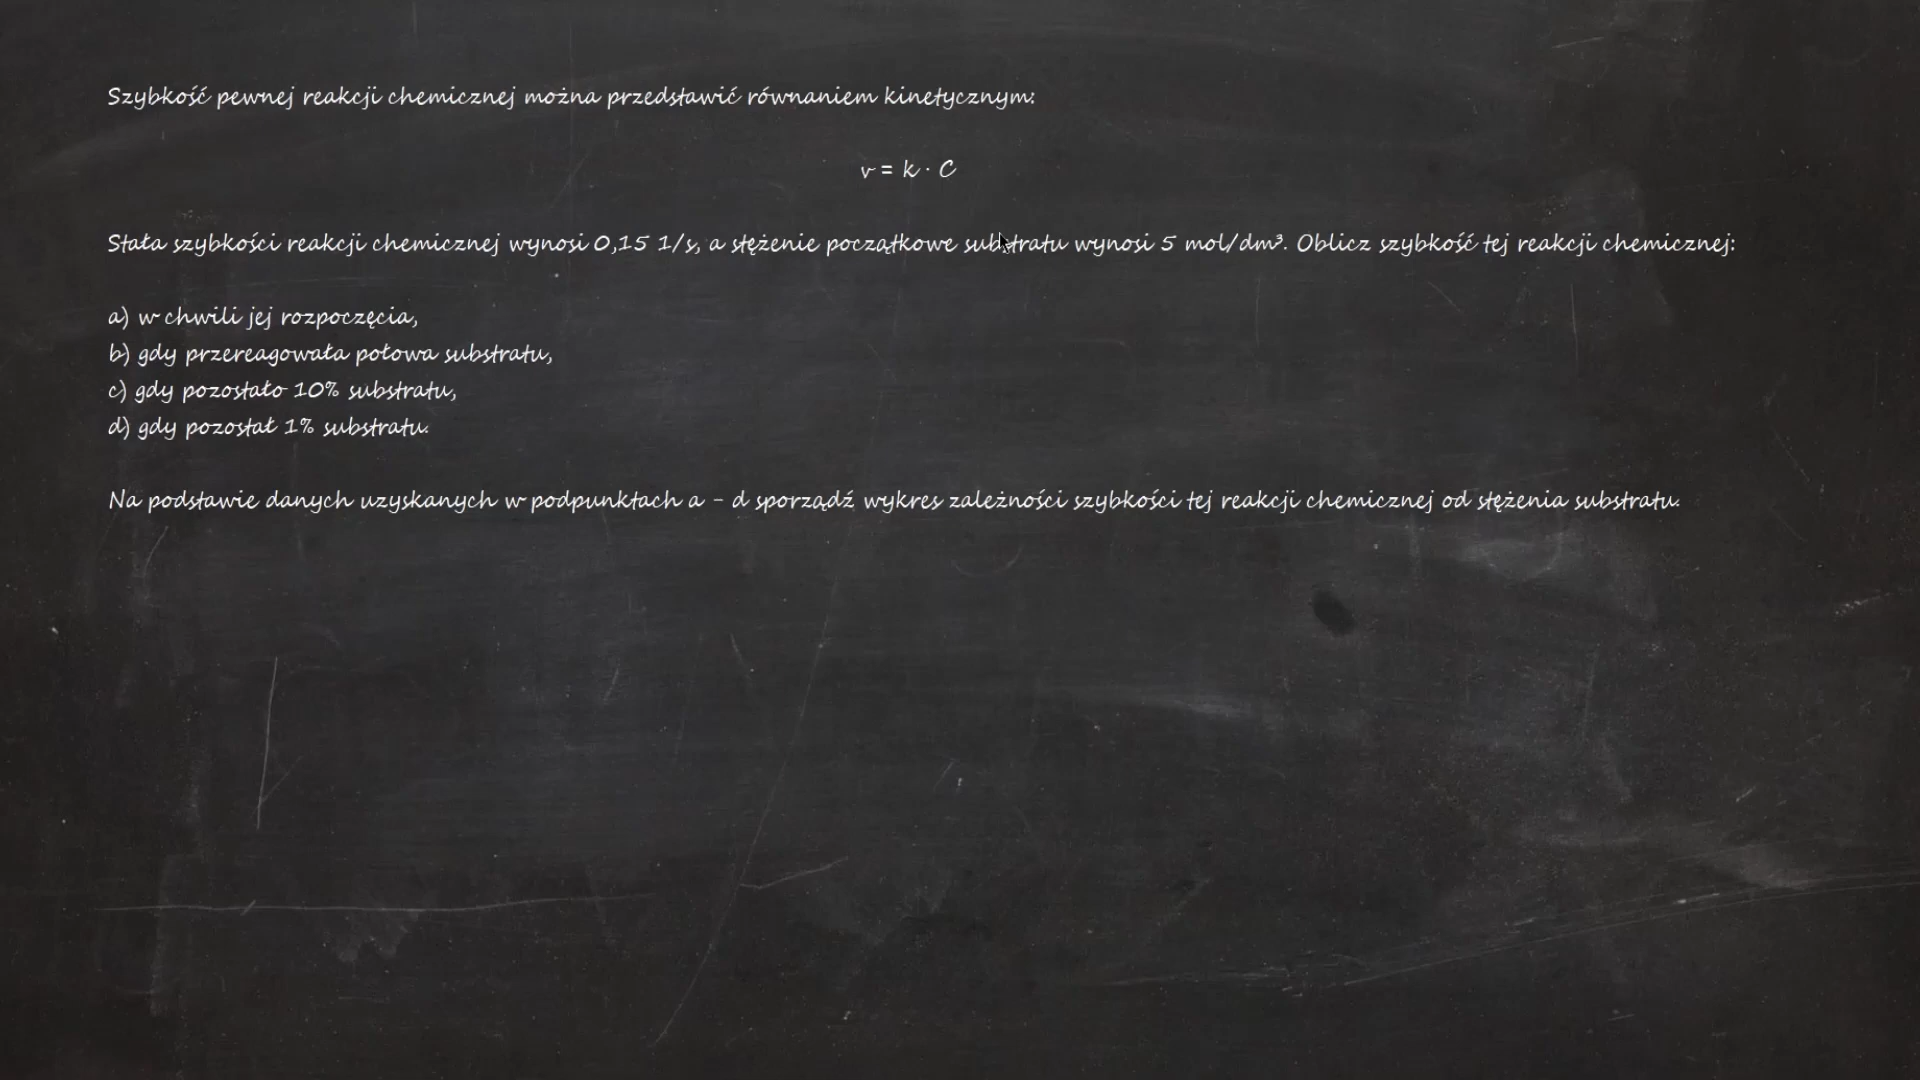 Szybkość pewnej reakcji chemicznej można przedstawić równaniem kinetycznym:
v = k · C
Stała szybkości reakcji chemicznej wynosi 0,15 1/s, a stężenie początkowe substratu wynosi 5 mol/dm³. Oblicz szybkość tej reakcji chemicznej:
a) w chwili jej rozpoczęcia,
b) gdy przereagowała połowa substratu,
c) gdy pozostało 10% substratu,
d) gdy pozostał 1% substratu.
Na podstawie danych uzyskanych w podpunktach a - d sporządź wykres zależności szybkości tej reakcji chemicznej od stężenia substratu.